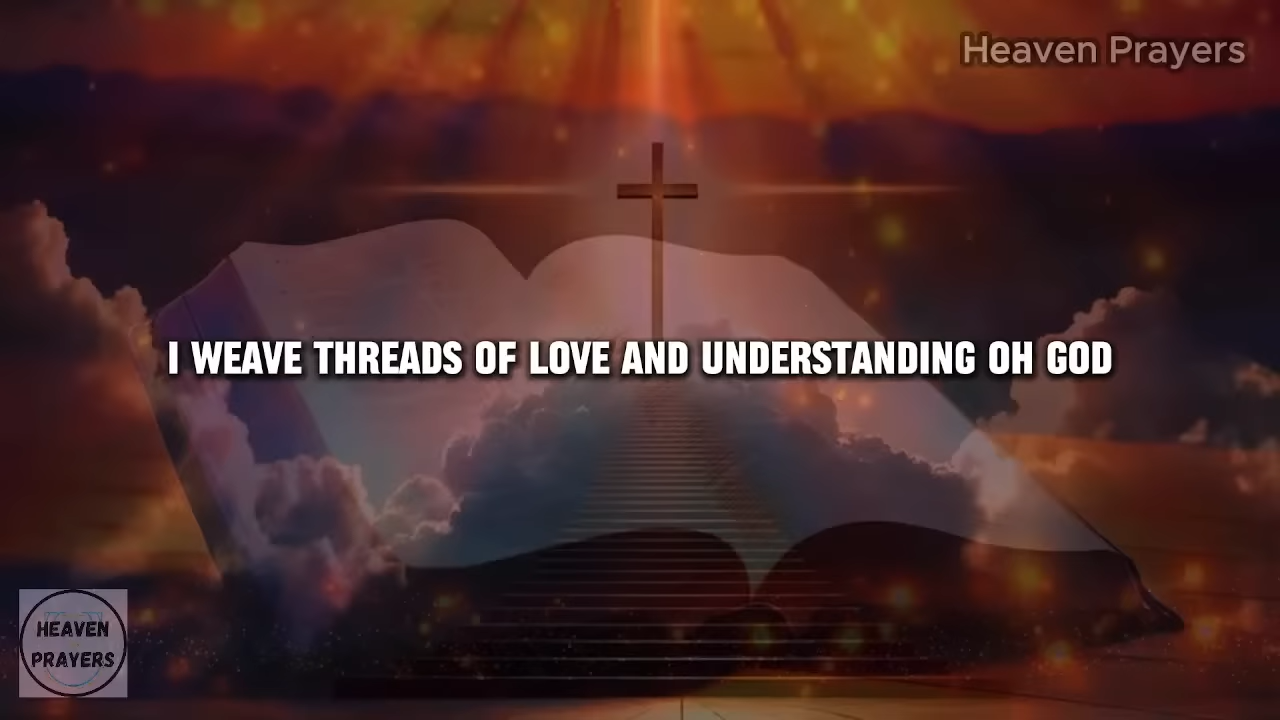 Heaven Prayers
I WEAVE THREADS OF LOVE AND UNDERSTANDING OH GOD
HEAVEN
PRAYERS